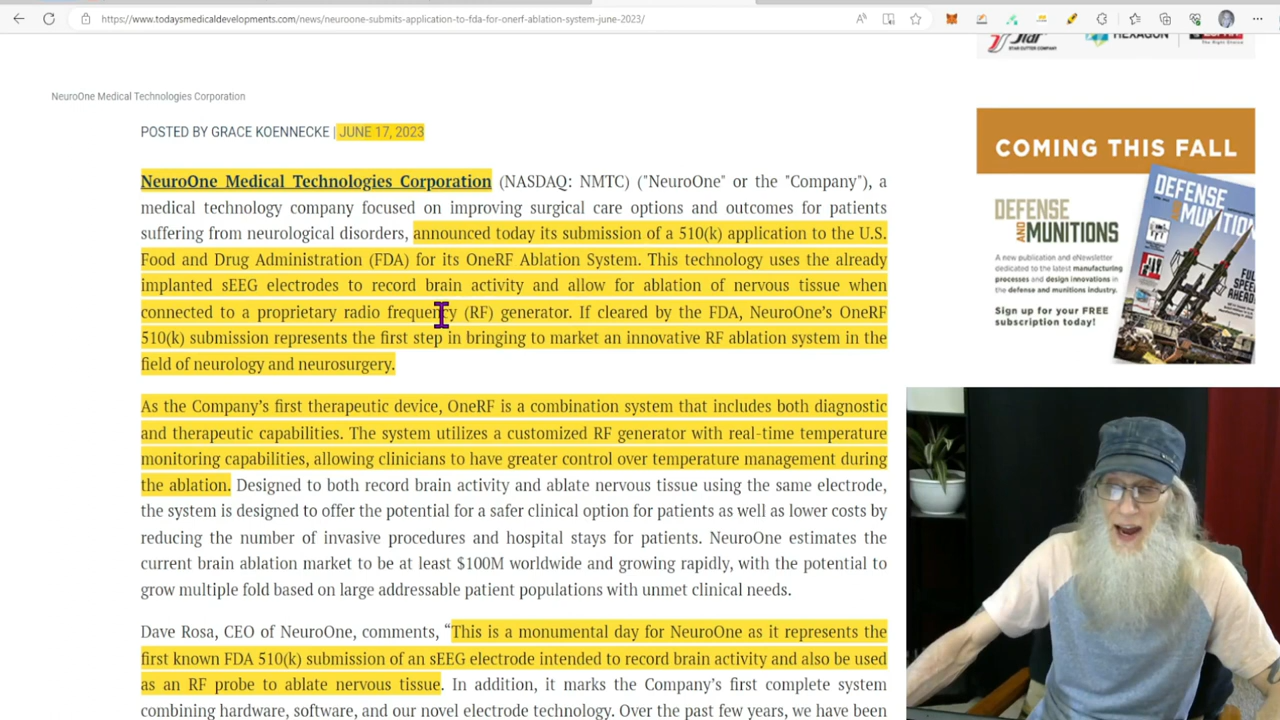 https://www.todaysmedicaldevelopments.com/news/neuroone-submits-application-to-fda-for-onerf-ablation-system-june-2023/
STAR CUTTER COMPANY
HEXAGON
NeuroOne Medical Technologies Corporation
POSTED BY GRACE KOENNECKE | JUNE 17, 2023
NeuroOne Medical Technologies Corporation (NASDAQ: NMTC) ("NeuroOne" or the "Company"), a
medical technology company focused on improving surgical care options and outcomes for patients
suffering from neurological disorders, announced today its submission of a 510(k) application to the U.S.
Food and Drug Administration (FDA) for its OneRF Ablation System. This technology uses the already
implanted sEEG electrodes to record brain activity and allow for ablation of nervous tissue when
connected to a proprietary radio frequency (RF) generator. If cleared by the FDA, NeuroOne’s OneRF
510(k) submission represents the first step in bringing to market an innovative RF ablation system in the
field of neurology and neurosurgery.
As the Company’s first therapeutic device, OneRF is a combination system that includes both diagnostic
and therapeutic capabilities. The system utilizes a customized RF generator with real-time temperature
monitoring capabilities, allowing clinicians to have greater control over temperature management during
the ablation. Designed to both record brain activity and ablate nervous tissue using the same electrode,
the system is designed to offer the potential for a safer clinical option for patients as well as lower costs by
reducing the number of invasive procedures and hospital stays for patients. NeuroOne estimates the
current brain ablation market to be at least $100M worldwide and growing rapidly, with the potential to
grow multiple fold based on large addressable patient populations with unmet clinical needs.
Dave Rosa, CEO of NeuroOne, comments, “This is a monumental day for NeuroOne as it represents the
first known FDA 510(k) submission of an sEEG electrode intended to record brain activity and also be used
as an RF probe to ablate nervous tissue. In addition, it marks the Company’s first complete system
combining hardware, software, and our novel electrode technology. Over the past few years, we have been
COMING THIS FALL
DEFENSE
AND MUNITIONS
A new publication and eNewsletter
dedicated to the latest manufacturing
processes and design innovations in
the defense and munitions industry.
Sign up for your FREE
subscription today!
DEFENSE